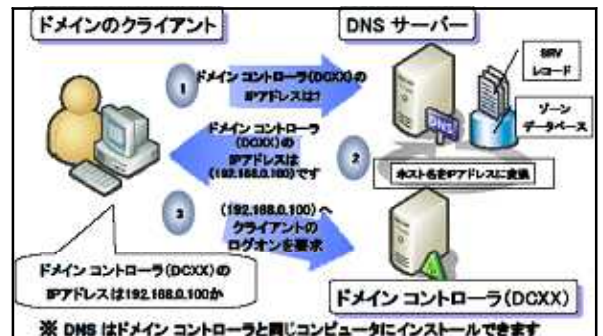 ドメインのクライアント
DNS サーバー
SRV
レコード
1
ドメイン コントローラ(DCXX)の
IPアドレスは?
DNS
ゾーン
データベース
ドメイン コントローラ
(DCXX)の
IPアドレスは
(192.168.0.100)です
2
ホスト名をIPアドレスに変換
3
(192.168.0.100)へ
クライアントの
ログオンを要求
ドメイン コントローラ(DCXX)の
IPアドレスは192.168.0.100か
ドメイン コントローラ(DCXX)
※ DNS はドメイン コントローラと同じコンピュータにインストールできます